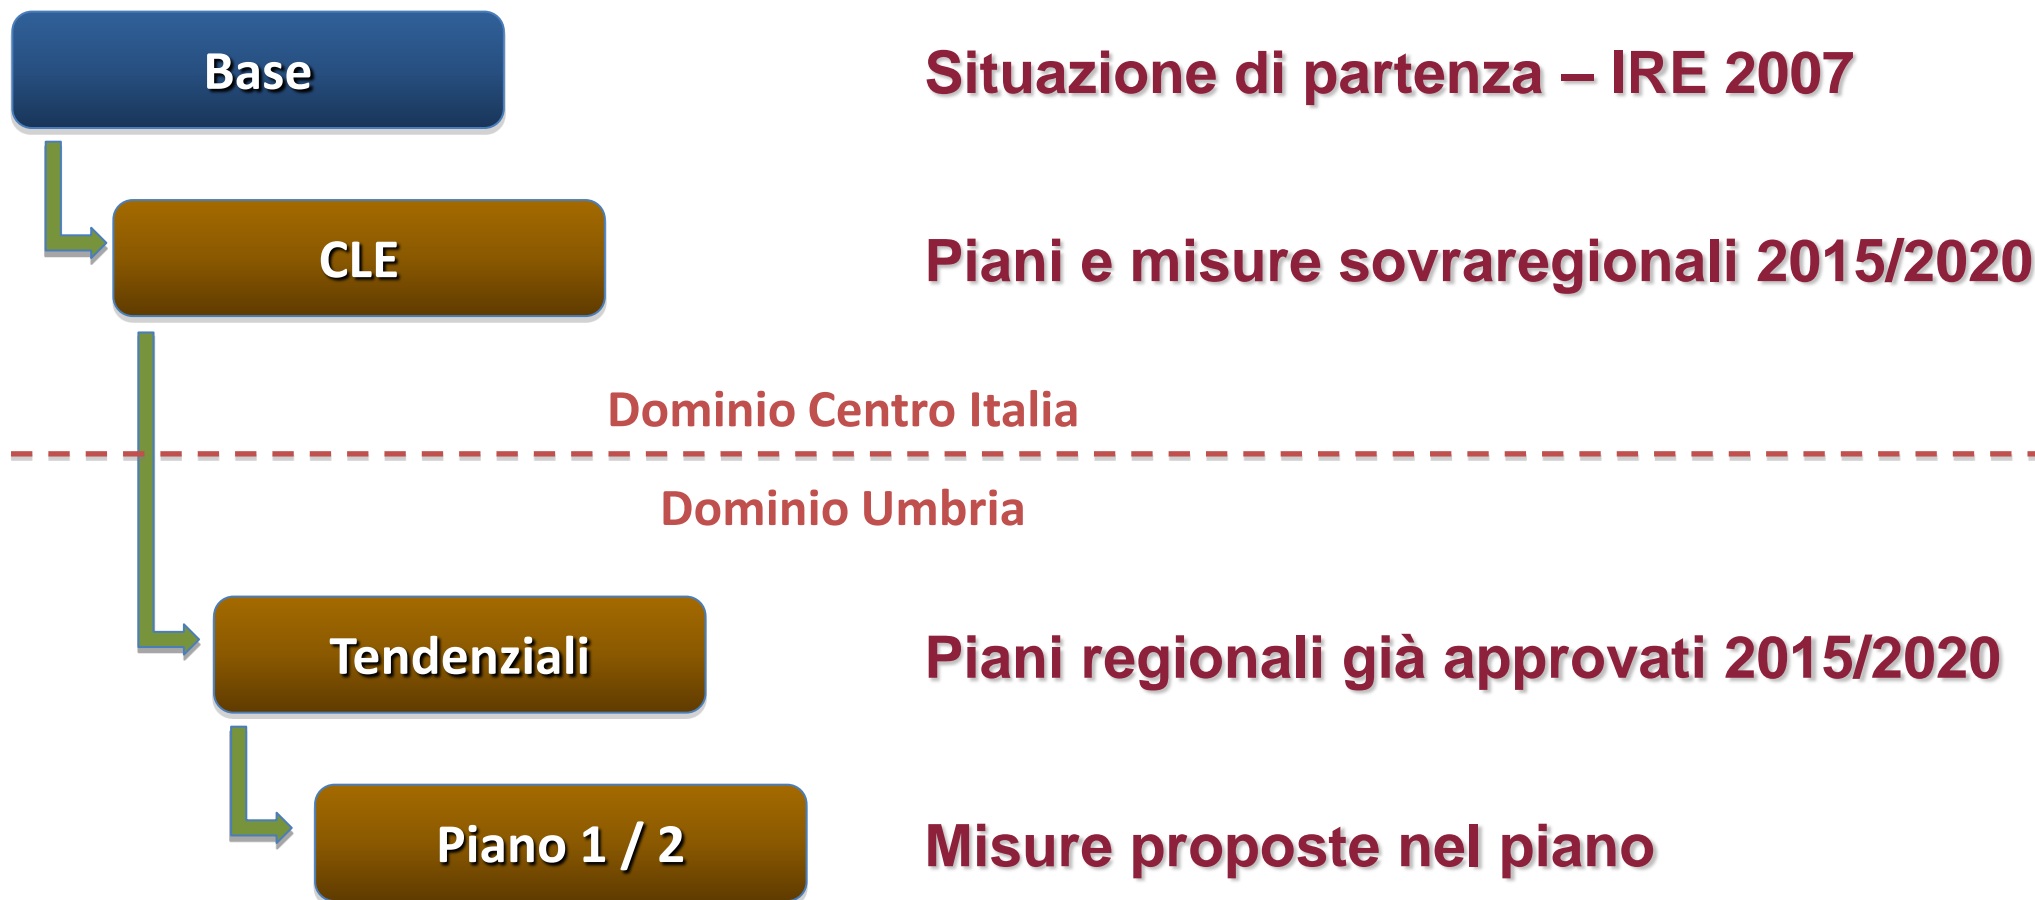 Base
Situazione di partenza – IRE 2007
CLE
Piani e misure sovraregionali 2015/2020
Dominio Centro Italia
Dominio Umbria
Tendenziali
Piani regionali già approvati 2015/2020
Piano 1 / 2
Misure proposte nel piano